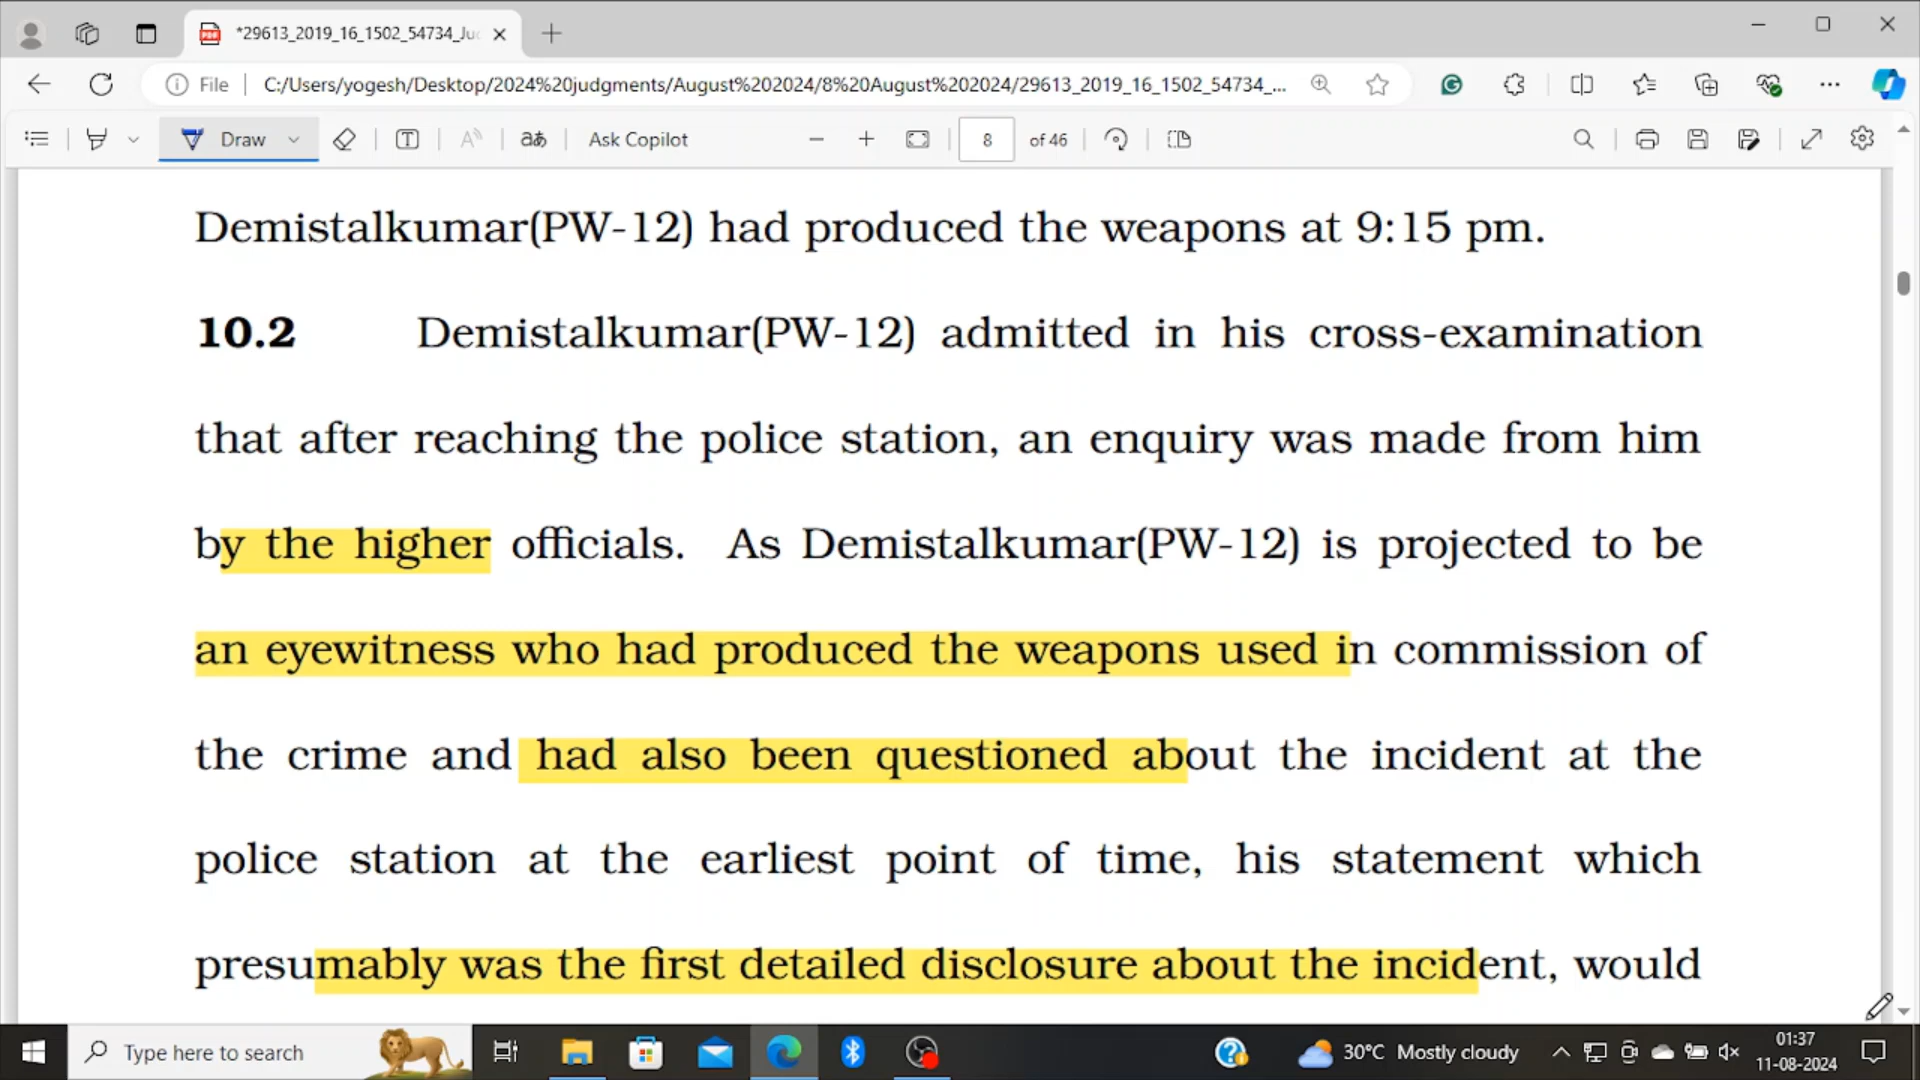 *29613_2019_16_1502_54734_Ju
File
C:/Users/yogesh/Desktop/2024%20judgments/August%202024/8%20August%202024/29613_2019_16_1502_54734_...
Draw
Ask Copilot
8 of 46
Demistalkumar(PW-12) had produced the weapons at 9:15 pm.
10.2 Demistalkumar(PW-12) admitted in his cross-examination
that after reaching the police station, an enquiry was made from him
by the higher officials. As Demistalkumar(PW-12) is projected to be
an eyewitness who had produced the weapons used in commission of
the crime and had also been questioned about the incident at the
police station at the earliest point of time, his statement which
presumably was the first detailed disclosure about the incident, would
Type here to search
30°C Mostly cloudy
01:37
11-08-2024